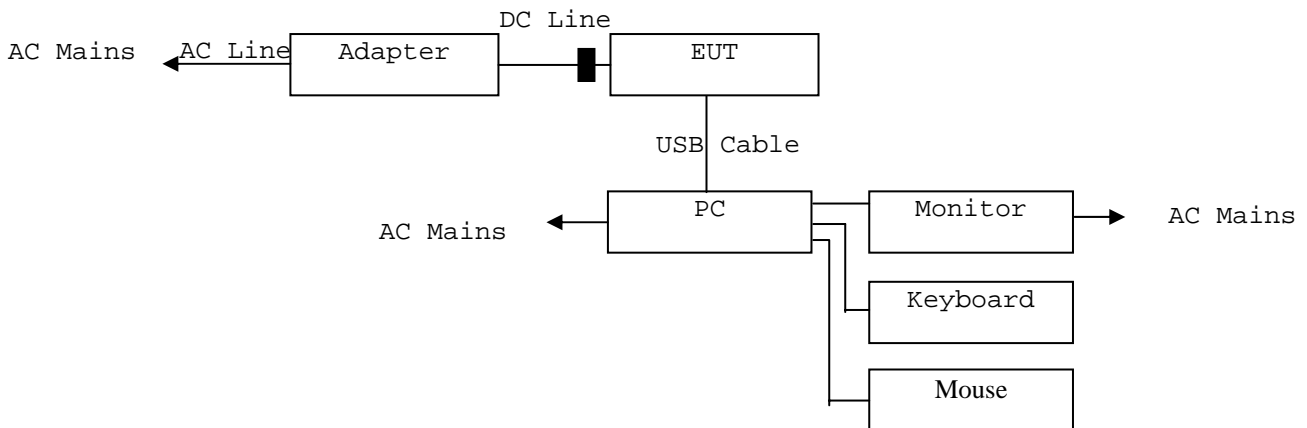 DC Line
AC Mains
AC Line
Adapter
EUT
USB Cable
PC
Monitor
AC Mains
AC Mains
Keyboard
Mouse